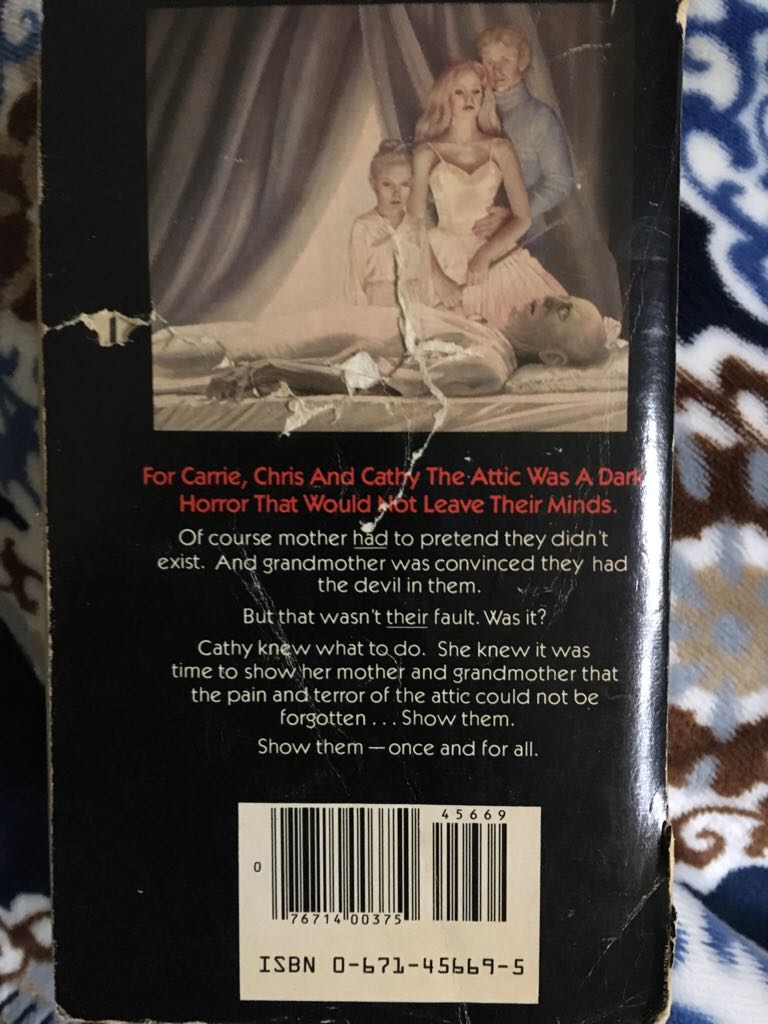 For Carrie, Chris And Cathy The Attic Was A Dark
Horror That Would Not Leave Their Minds.
Of course mother had to pretend they didn't
exist. And grandmother was convinced they had
the devil in them.
But that wasn't their fault. Was it?
Cathy knew what to do. She knew it was
time to show her mother and grandmother that
the pain and terror of the attic could not be
forgotten . . . Show them.
Show them — once and for all.
45669
0
76714 00375
ISBN 0-671-45669-5